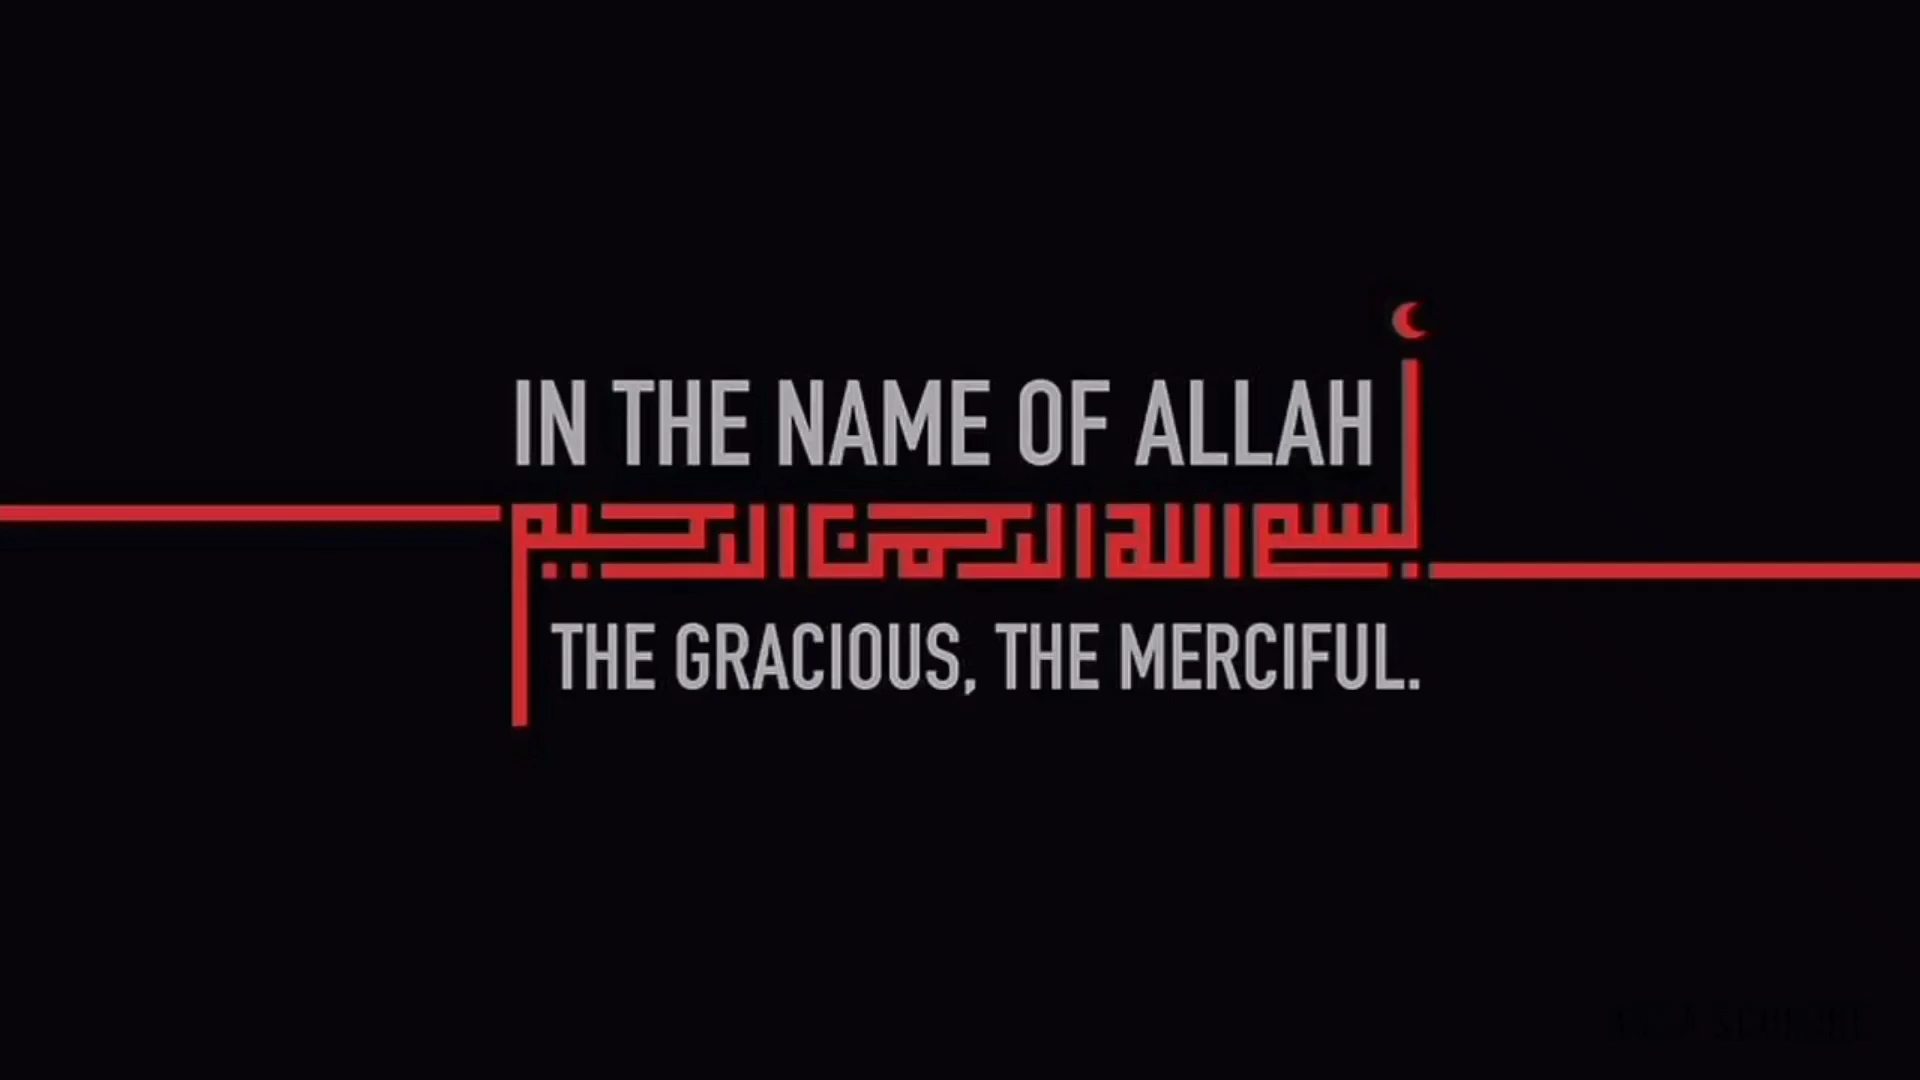 IN THE NAME OF ALLAH
بسم الله الرحمن الرحيم
THE GRACIOUS, THE MERCIFUL.